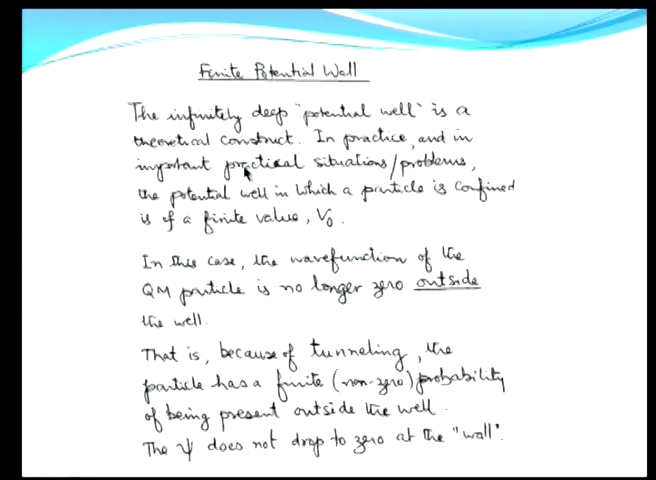 Finite Potential Well
The infinitely deep "potential well" is a
theoretical construct. In practice, and in
important practical situations/problems,
the potential well in which a particle is confined
is of a finite value, V₀.
In this case, the wavefunction of the
QM particle is no longer zero outside
the well.
That is, because of tunneling, the
particle has a finite (non-zero) probability
of being present outside the well.
The ψ does not drop to zero at the "wall".